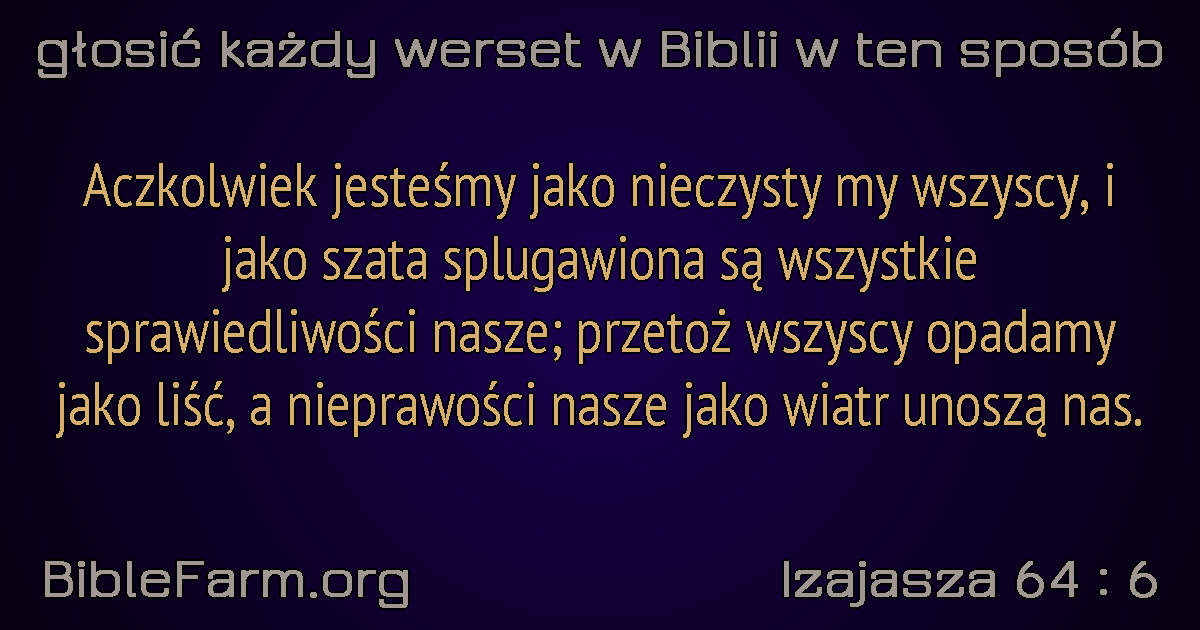 głosić każdy werset w Biblii w ten sposób
Aczkolwiek jesteśmy jako nieczysty my wszyscy, i
jako szata splugawiona są wszystkie
sprawiedliwości nasze; przetoż wszyscy opadamy
jako liść, a nieprawości nasze jako wiatr unoszą nas.
BibleFarm.org
Izajasza 64 : 6